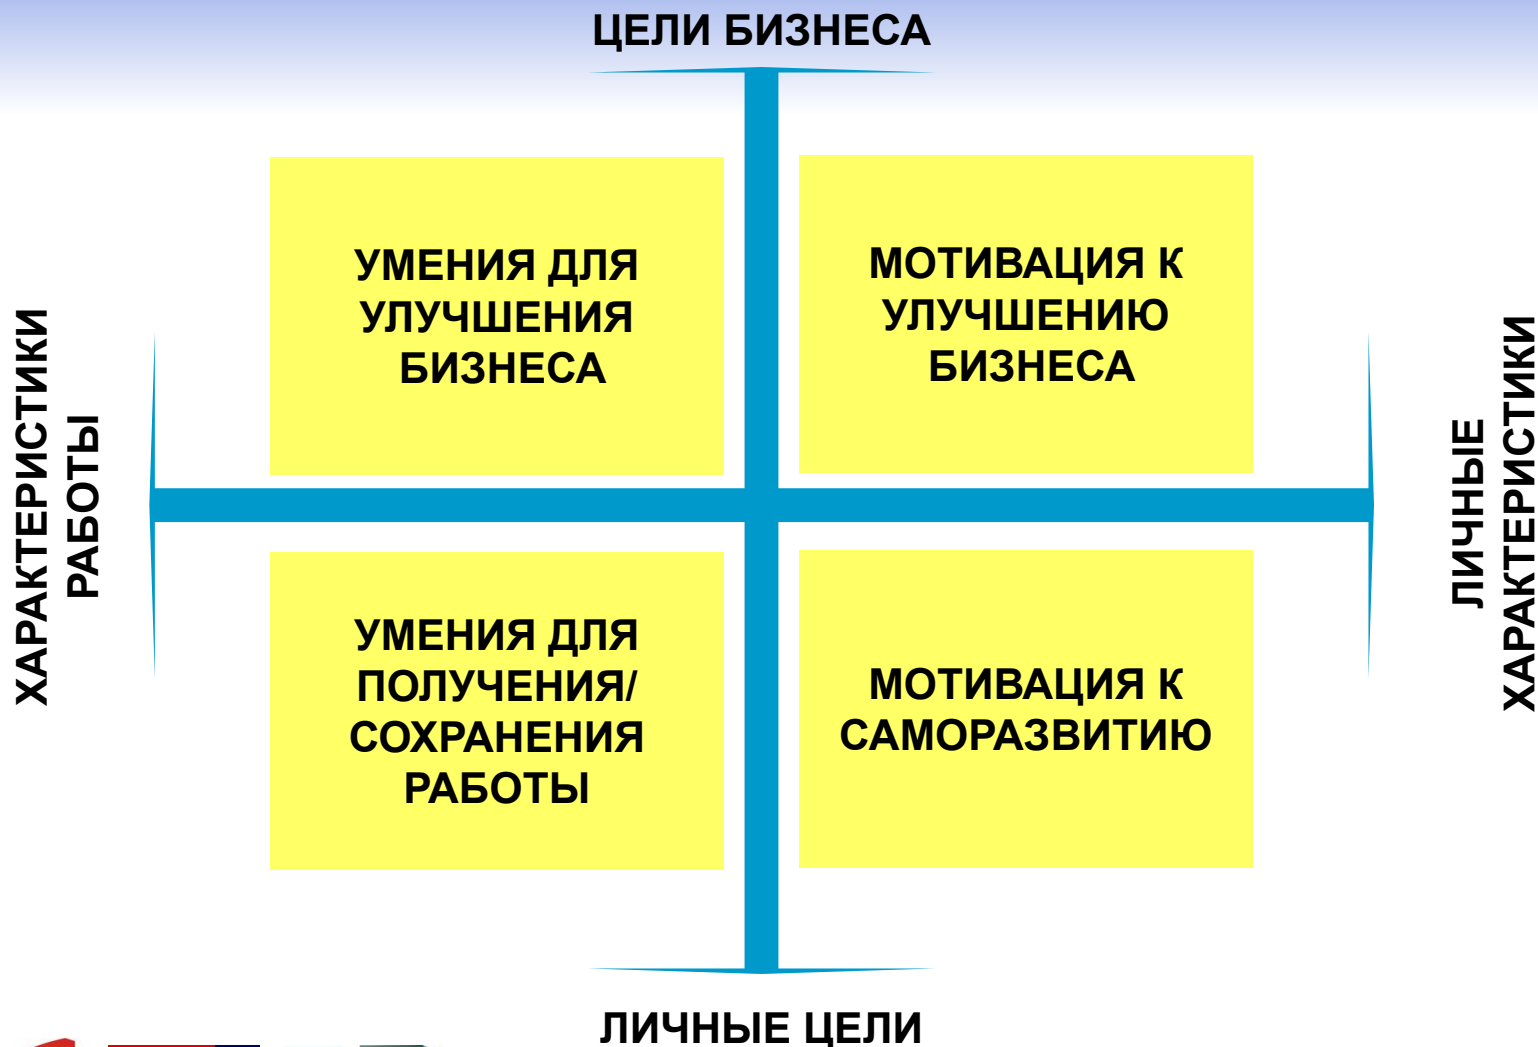 ЦЕЛИ БИЗНЕСА
УМЕНИЯ ДЛЯ
УЛУЧШЕНИЯ
БИЗНЕСА
МОТИВАЦИЯ К
УЛУЧШЕНИЮ
БИЗНЕСА
ХАРАКТЕРИСТИКИ
РАБОТЫ
ЛИЧНЫЕ
ХАРАКТЕРИСТИКИ
УМЕНИЯ ДЛЯ
ПОЛУЧЕНИЯ/
СОХРАНЕНИЯ
РАБОТЫ
МОТИВАЦИЯ К
САМОРАЗВИТИЮ
ЛИЧНЫЕ ЦЕЛИ